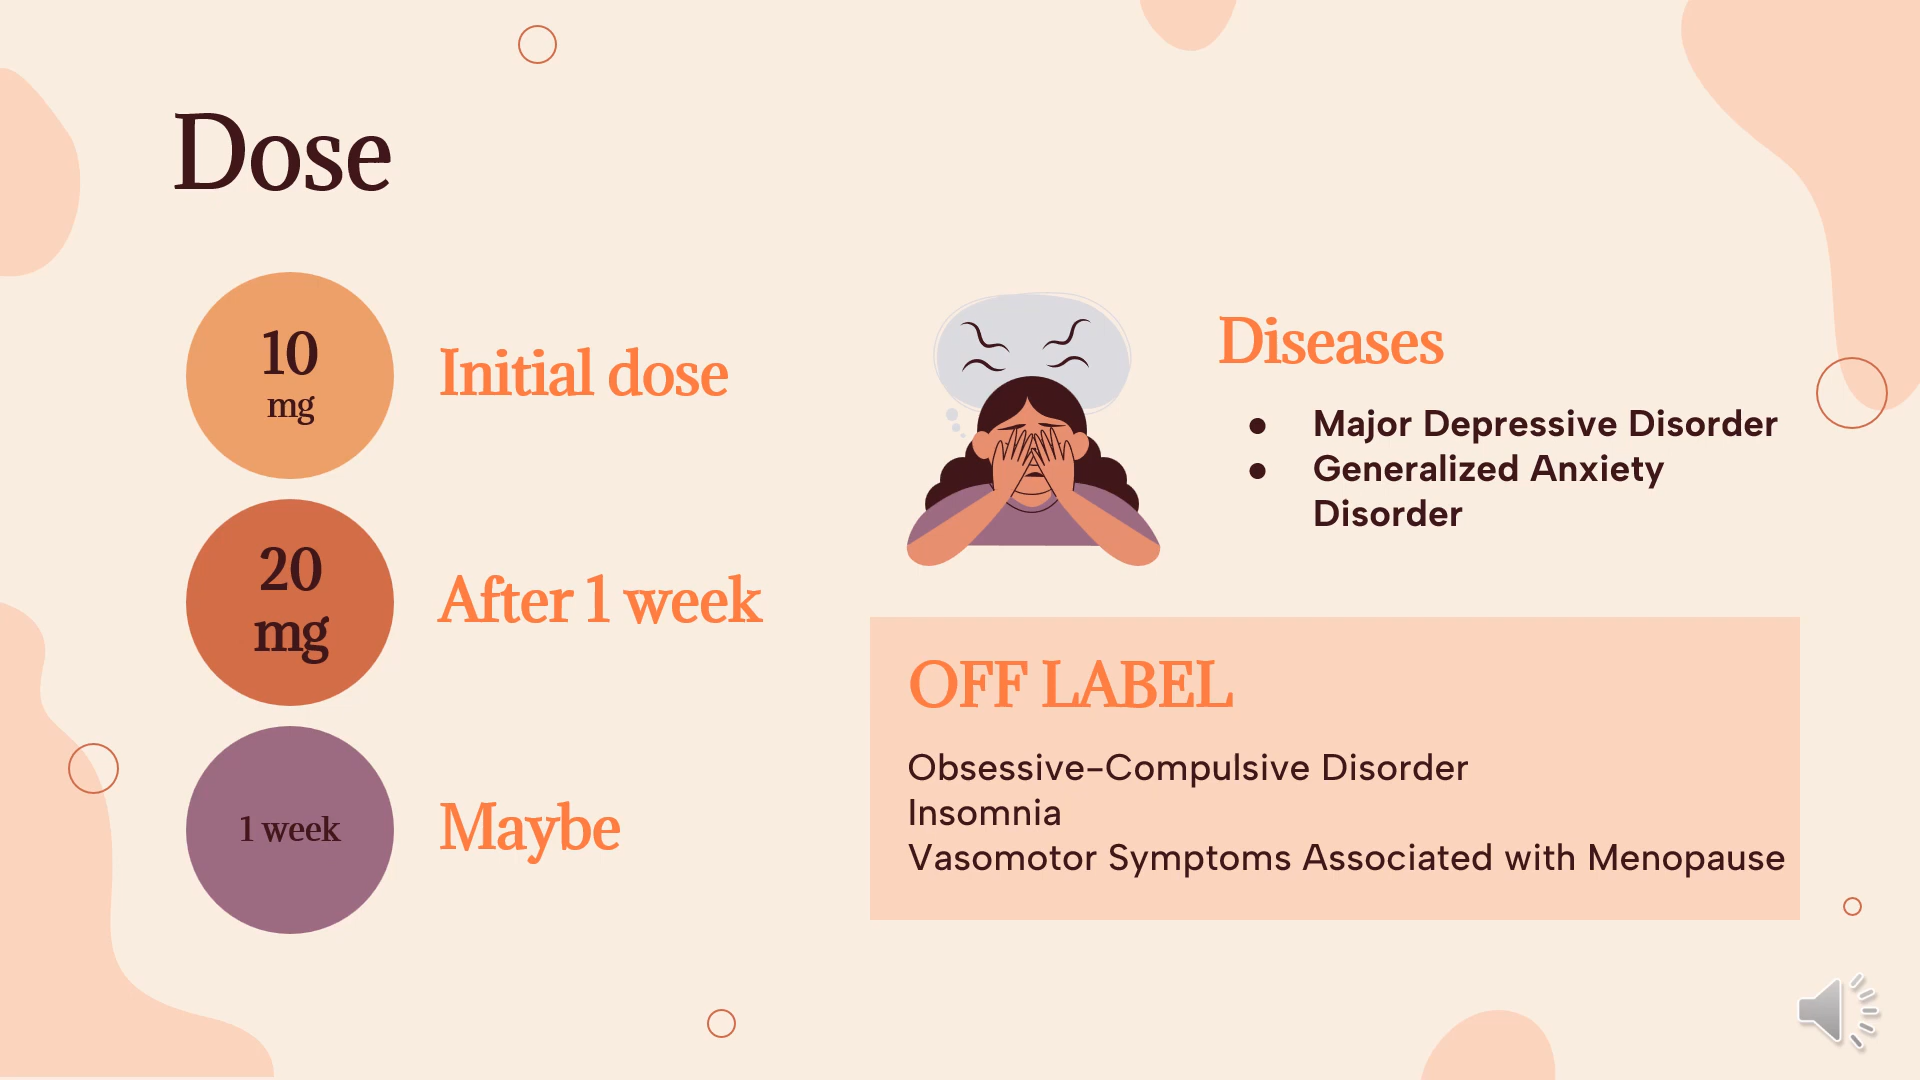 Dose
10
mg
Initial dose
20
mg
After 1 week
1 week
Maybe
Diseases
● Major Depressive Disorder
● Generalized Anxiety
Disorder
OFF LABEL
Obsessive-Compulsive Disorder
Insomnia
Vasomotor Symptoms Associated with Menopause